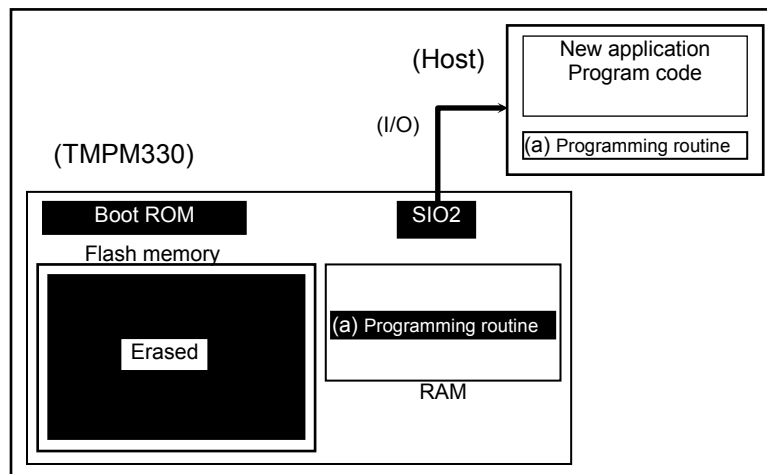 (Host)
New application
Program code
(a) Programming routine
(I/O)
(TMPM330)
Boot ROM
SIO2
Flash memory
Erased
(a) Programming routine
RAM